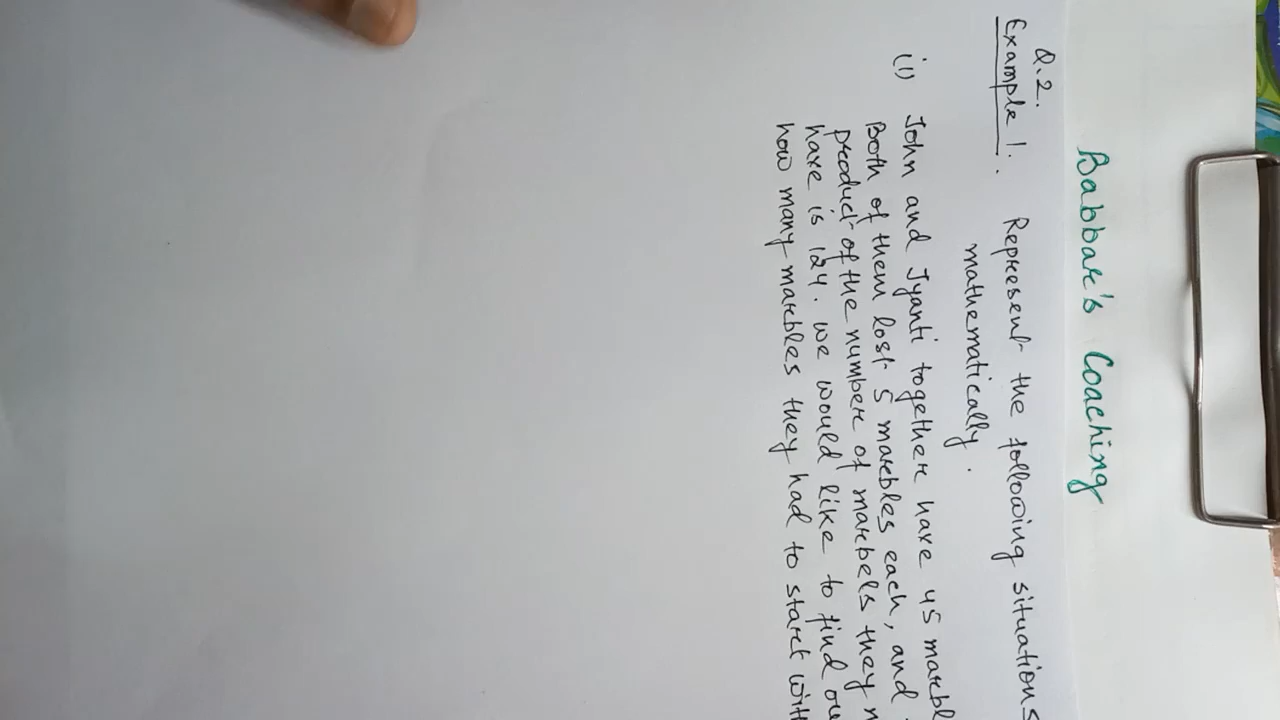 Babbar's Coaching
Q.2.
Example 1. Represent the following situations
mathematically.
(i) John and Jyanti together have 45 marbl
Both of them lost 5 marbles each, and
product of the number of marbels they n
have is 124. we would like to find ou
how many marbles they had to start with